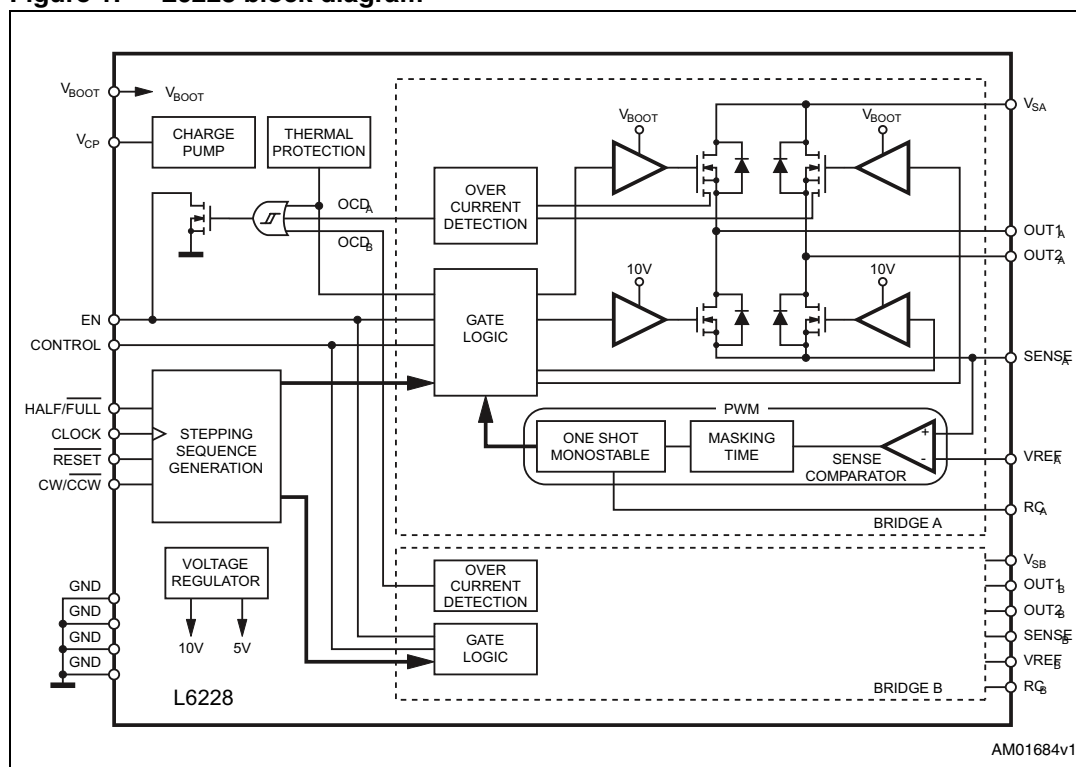 Figure 1. L6228 block diagram
VBOOT
VBOOT
VCP
CHARGE
PUMP
THERMAL
PROTECTION
OCDA
OCDB
OVER
CURRENT
DETECTION
VBOOT
VBOOT
VSA
OUT1A
OUT2A
10V
10V
EN
CONTROL
GATE
LOGIC
SENSEA
HALF/FULL
CLOCK
RESET
CW/CCW
STEPPING
SEQUENCE
GENERATION
PWM
ONE SHOT
MONOSTABLE
MASKING
TIME
+
-
SENSE
COMPARATOR
VREFA
RCA
BRIDGE A
VOLTAGE
REGULATOR
10V
5V
GND
GND
GND
GND
OVER
CURRENT
DETECTION
GATE
LOGIC
VSB
OUT1B
OUT2B
SENSEB
VREFB
RCB
BRIDGE B
L6228
AM01684v1